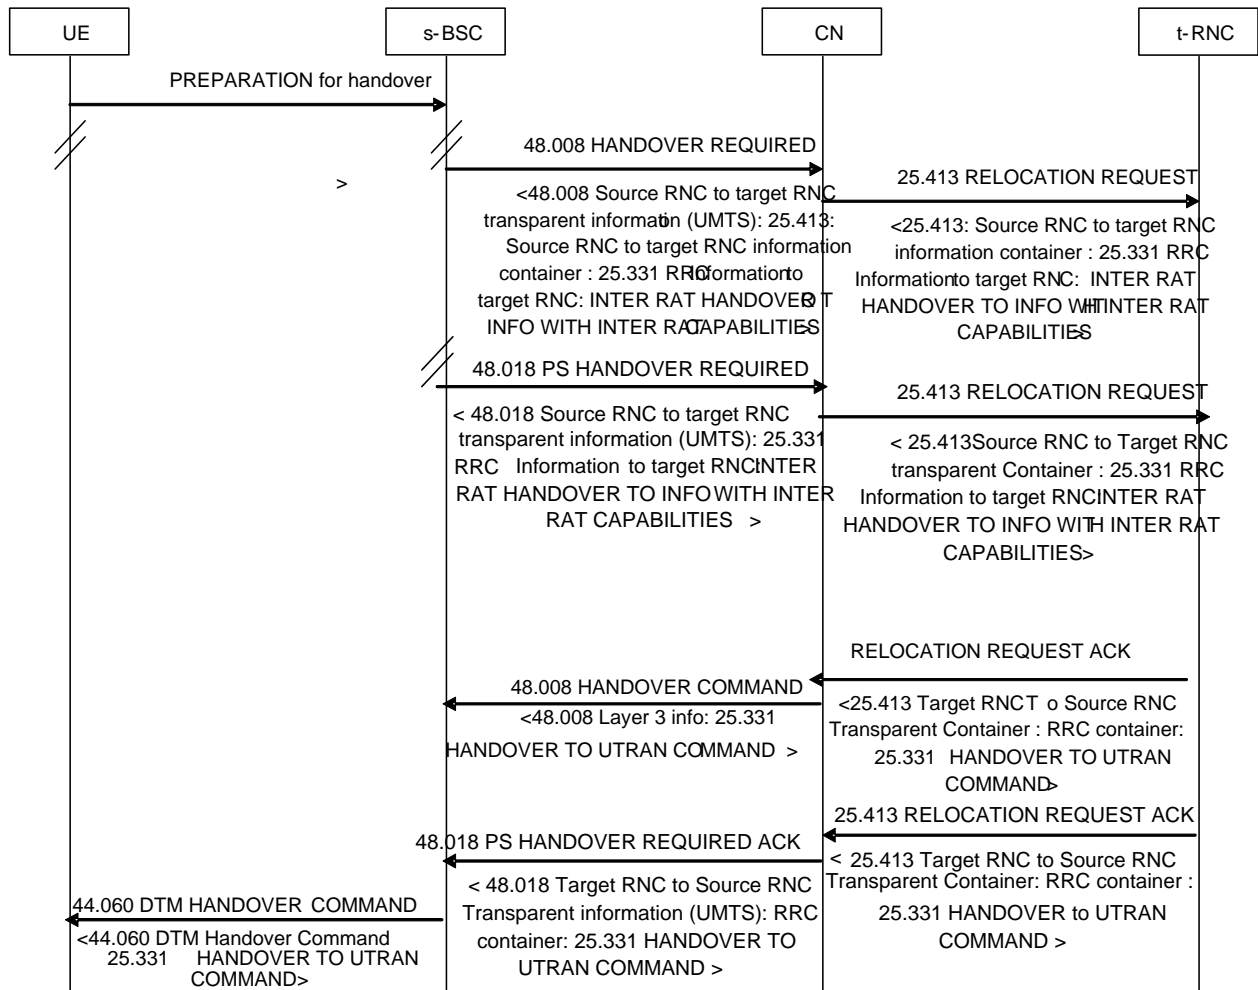 UE
s-BSC
CN
t-RNC
PREPARATION for handover
48.008 HANDOVER REQUIRED
>
25.413 RELOCATION REQUEST
<48.008 Source RNC to target RNC
transparent information (UMTS): 25.413:
Source RNC to target RNC information
container : 25.331 RRC Information to
target RNC: INTER RAT HANDOVER TO
INFO WITH INTER RAT CAPABILITIES>
<25.413: Source RNC to target RNC
information container : 25.331 RRC
Information to target RNC: INTER RAT
HANDOVER TO INFO WITH INTER RAT
CAPABILITIES>
48.018 PS HANDOVER REQUIRED
25.413 RELOCATION REQUEST
< 48.018 Source RNC to target RNC
transparent information (UMTS): 25.331
RRC Information to target RNC: INTER
RAT HANDOVER TO INFO WITH INTER
RAT CAPABILITIES >
< 25.413Source RNC to Target RNC
transparent Container : 25.331 RRC
Information to target RNC: INTER RAT
HANDOVER TO INFO WITH INTER RAT
CAPABILITIES>
RELOCATION REQUEST ACK
48.008 HANDOVER COMMAND
<48.008 Layer 3 info: 25.331
HANDOVER TO UTRAN COMMAND >
<25.413 Target RNC To Source RNC
Transparent Container : RRC container:
25.331 HANDOVER TO UTRAN
COMMAND>
25.413 RELOCATION REQUEST ACK
48.018 PS HANDOVER REQUIRED ACK
< 25.413 Target RNC to Source RNC
Transparent Container: RRC container :
25.331 HANDOVER to UTRAN
COMMAND >
< 48.018 Target RNC to Source RNC
Transparent information (UMTS): RRC
container: 25.331 HANDOVER TO
UTRAN COMMAND >
44.060 DTM HANDOVER COMMAND
<44.060 DTM Handover Command
25.331 HANDOVER TO UTRAN
COMMAND>